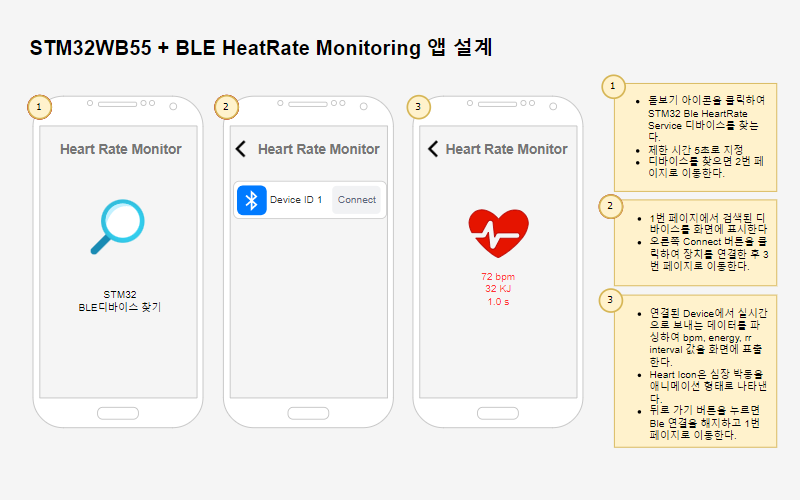 STM32WB55 + BLE HeatRate Monitoring 앱 설계
1
Heart Rate Monitor
STM32
BLE디바이스 찾기
2
Heart Rate Monitor
Device ID 1
Connect
3
Heart Rate Monitor
72 bpm
32 KJ
1.0 s
1
• 돋보기 아이콘을 클릭하여
STM32 Ble HeartRate
Service 디바이스를 찾는
다.
• 제한 시간 5초로 지정
• 디바이스를 찾으면 2번 페
이지로 이동한다.
2
• 1번 페이지에서 검색된 디
바이스를 화면에 표시한다
• 오른쪽 Connect 버튼을 클
릭하여 장치를 연결한 후 3
번 페이지로 이동한다.
3
• 연결된 Device에서 실시간
으로 보내는 데이터를 파
싱하여 bpm, energy, rr
interval 값을 화면에 표출
한다.
• Heart Icon은 심장 박동을
애니메이션 형태로 나타낸
다.
• 뒤로 가기 버튼을 누르면
Ble 연결을 해지하고 1번
페이지로 이동한다.